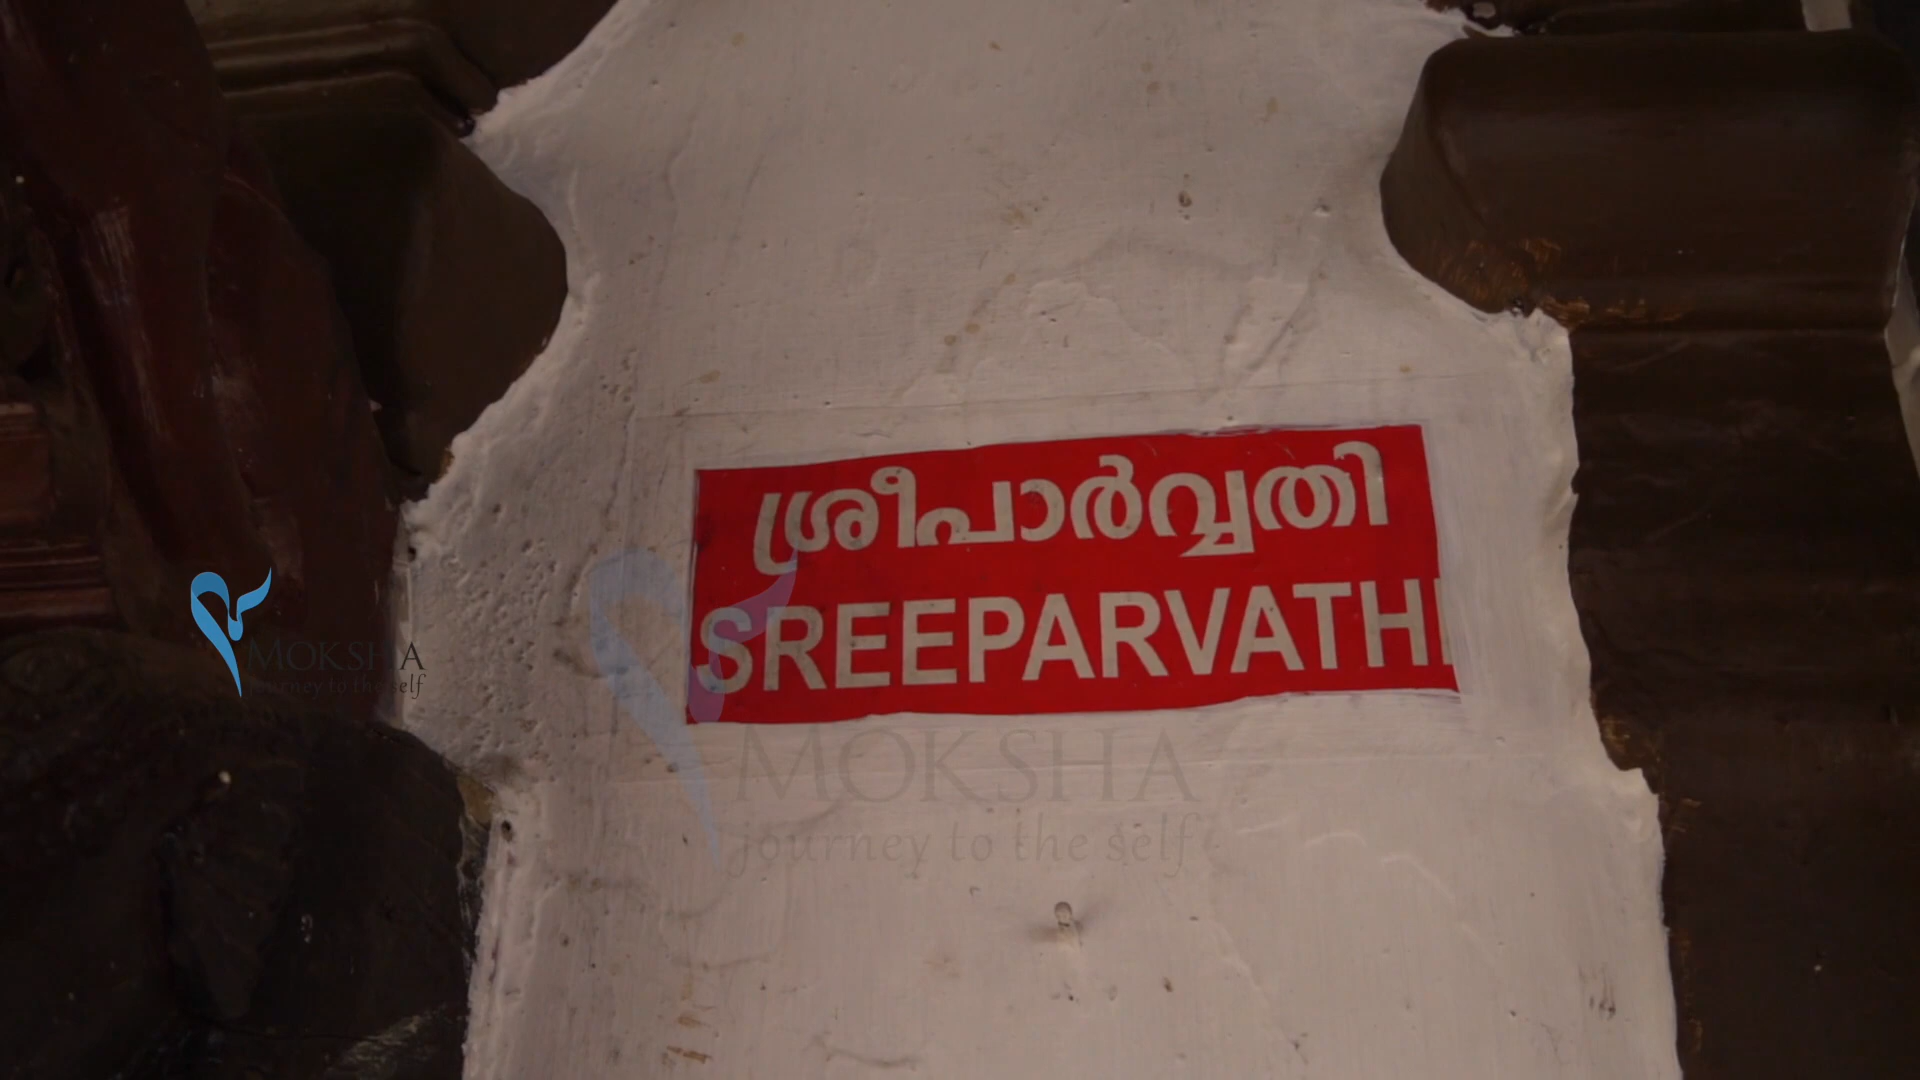 ശ്രീപാർവ്വതി
SREEPARVATHI
MOKSHA
journey to the self
MOKSHA
journey to the self